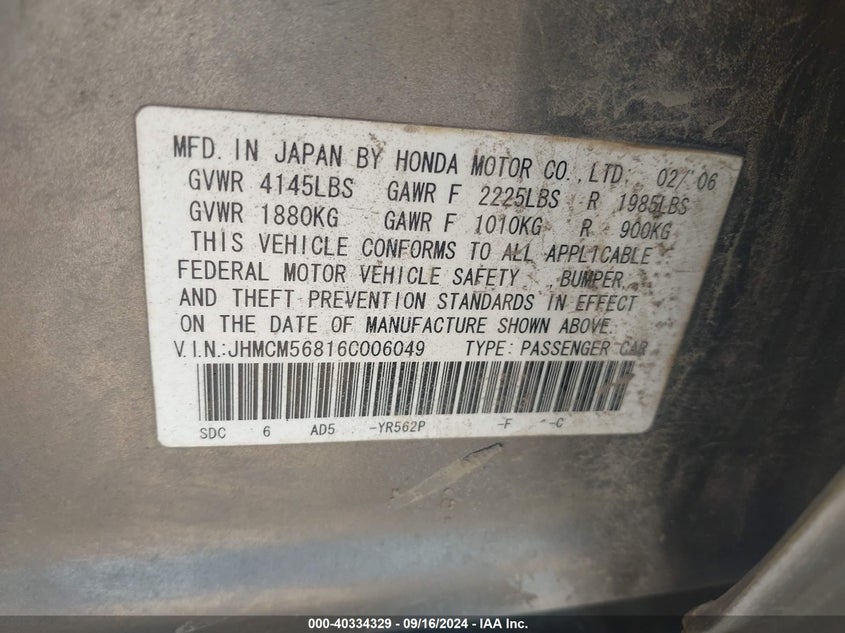 MFD. IN JAPAN BY HONDA MOTOR CO., LTD. 02/ 06
GVWR 4145LBS GAWR F 2225LBS R 1985LBS
GVWR 1880KG GAWR F 1010KG R 900KG
THIS VEHICLE CONFORMS TO ALL APPLICABLE
FEDERAL MOTOR VEHICLE SAFETY , BUMPER,
AND THEFT PREVENTION STANDARDS IN EFFECT
ON THE DATE OF MANUFACTURE SHOWN ABOVE.
V.I.N.:JHMCM56816C006049 TYPE: PASSENGER CAR
SDC 6 AD5 -YR562P -F -C
000-40334329 - 09/16/2024 - IAA Inc.